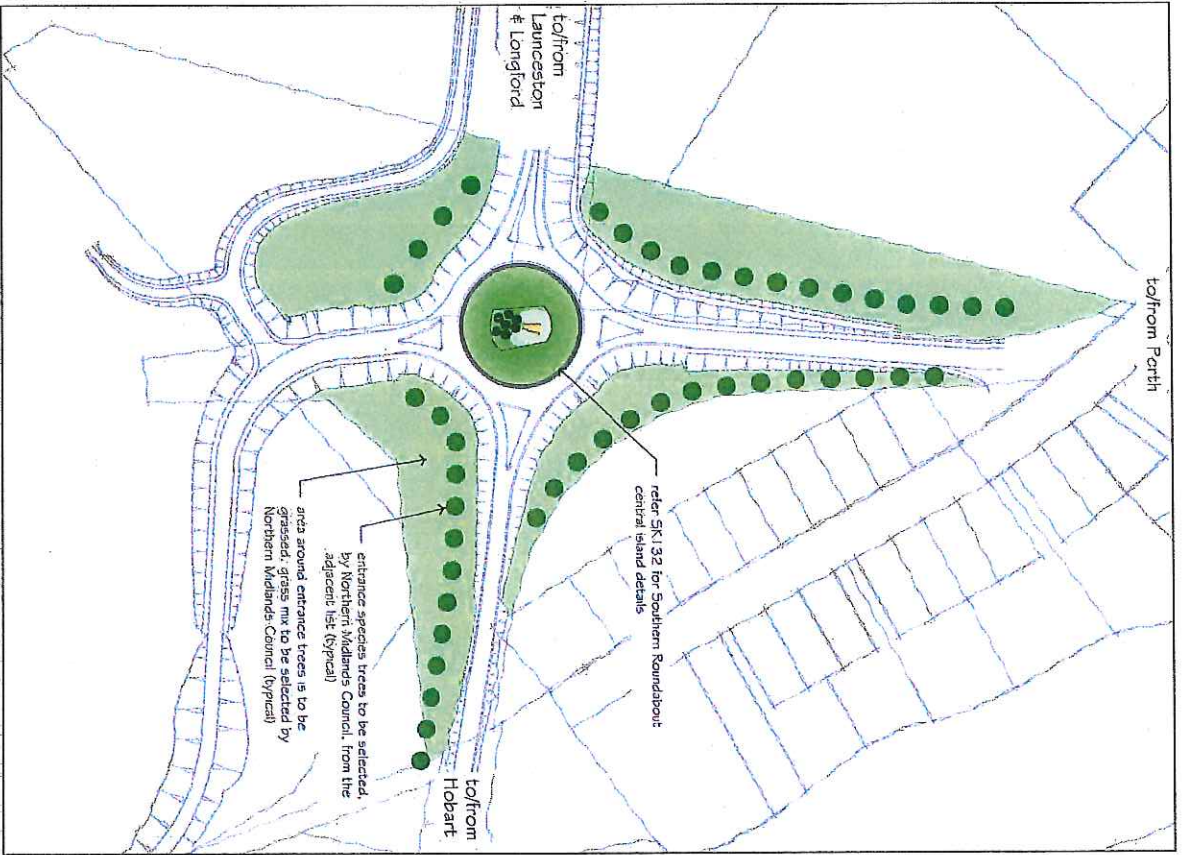 to/from Perth
to/from
Launceston
& Longford
refer SK132 for Southern Roundabout
central island details
entrance species trees to be selected,
by Northern Midlands Council, from the
adjacent list (typical)
area around entrance trees is to be
grassed; grass mix to be selected by
Northern Midlands Council (typical)
to/from
Hobart